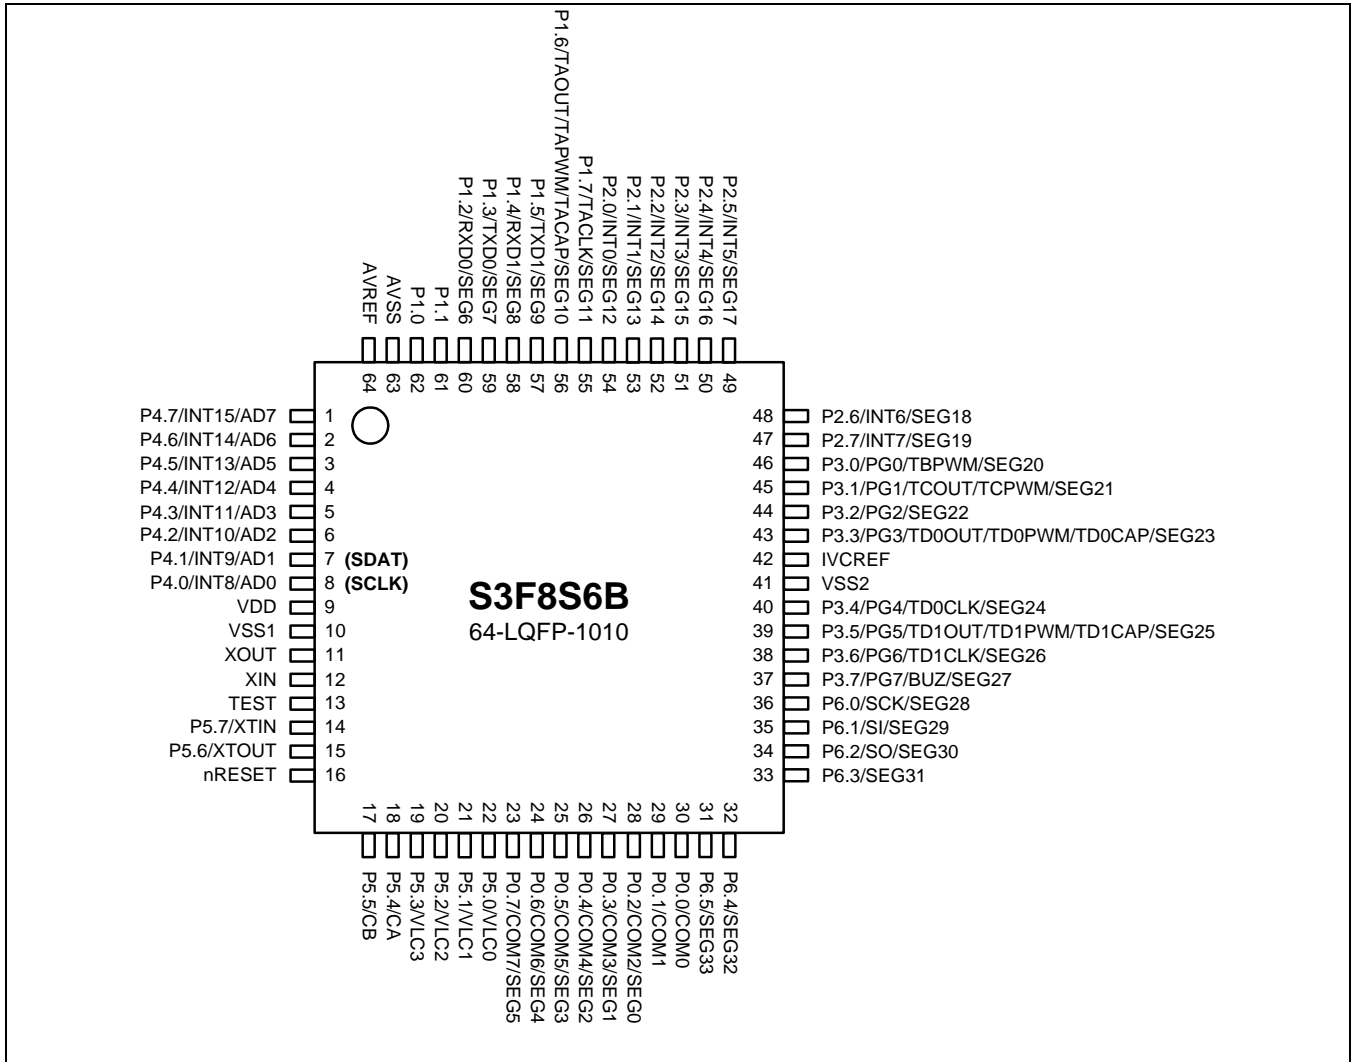 P1.6/TAOUT/TAPWM/TACAP/SEG10
AVREF
AVSS
P1.0
P1.1
P1.2/RXD0/SEG6
P1.3/TXD0/SEG7
P1.4/RXD1/SEG8
P1.5/TXD1/SEG9
P1.7/TACLK/SEG11
P2.0/INT0/SEG12
P2.1/INT1/SEG13
P2.2/INT2/SEG14
P2.3/INT3/SEG15
P2.4/INT4/SEG16
P2.5/INT5/SEG17
64 63 62 61 60 59 58 57 56 55 54 53 52 51 50 49
P4.7/INT15/AD7 1
P4.6/INT14/AD6 2
P4.5/INT13/AD5 3
P4.4/INT12/AD4 4
P4.3/INT11/AD3 5
P4.2/INT10/AD2 6
P4.1/INT9/AD1 7 (SDAT)
P4.0/INT8/AD0 8 (SCLK)
VDD 9
VSS1 10
XOUT 11
XIN 12
TEST 13
P5.7/XTIN 14
P5.6/XTOUT 15
nRESET 16
S3F8S6B
64-LQFP-1010
48 P2.6/INT6/SEG18
47 P2.7/INT7/SEG19
46 P3.0/PG0/TBPWM/SEG20
45 P3.1/PG1/TCOUT/TCPWM/SEG21
44 P3.2/PG2/SEG22
43 P3.3/PG3/TD0OUT/TD0PWM/TD0CAP/SEG23
42 IVCREF
41 VSS2
40 P3.4/PG4/TD0CLK/SEG24
39 P3.5/PG5/TD1OUT/TD1PWM/TD1CAP/SEG25
38 P3.6/PG6/TD1CLK/SEG26
37 P3.7/PG7/BUZ/SEG27
36 P6.0/SCK/SEG28
35 P6.1/SI/SEG29
34 P6.2/SO/SEG30
33 P6.3/SEG31
17 18 19 20 21 22 23 24 25 26 27 28 29 30 31 32
P5.5/CB
P5.4/CA
P5.3/VLC3
P5.2/VLC2
P5.1/VLC1
P5.0/VLC0
P0.7/COM7/SEG5
P0.6/COM6/SEG4
P0.5/COM5/SEG3
P0.4/COM4/SEG2
P0.3/COM3/SEG1
P0.2/COM2/SEG0
P0.1/COM1
P0.0/COM0
P6.5/SEG33
P6.4/SEG32